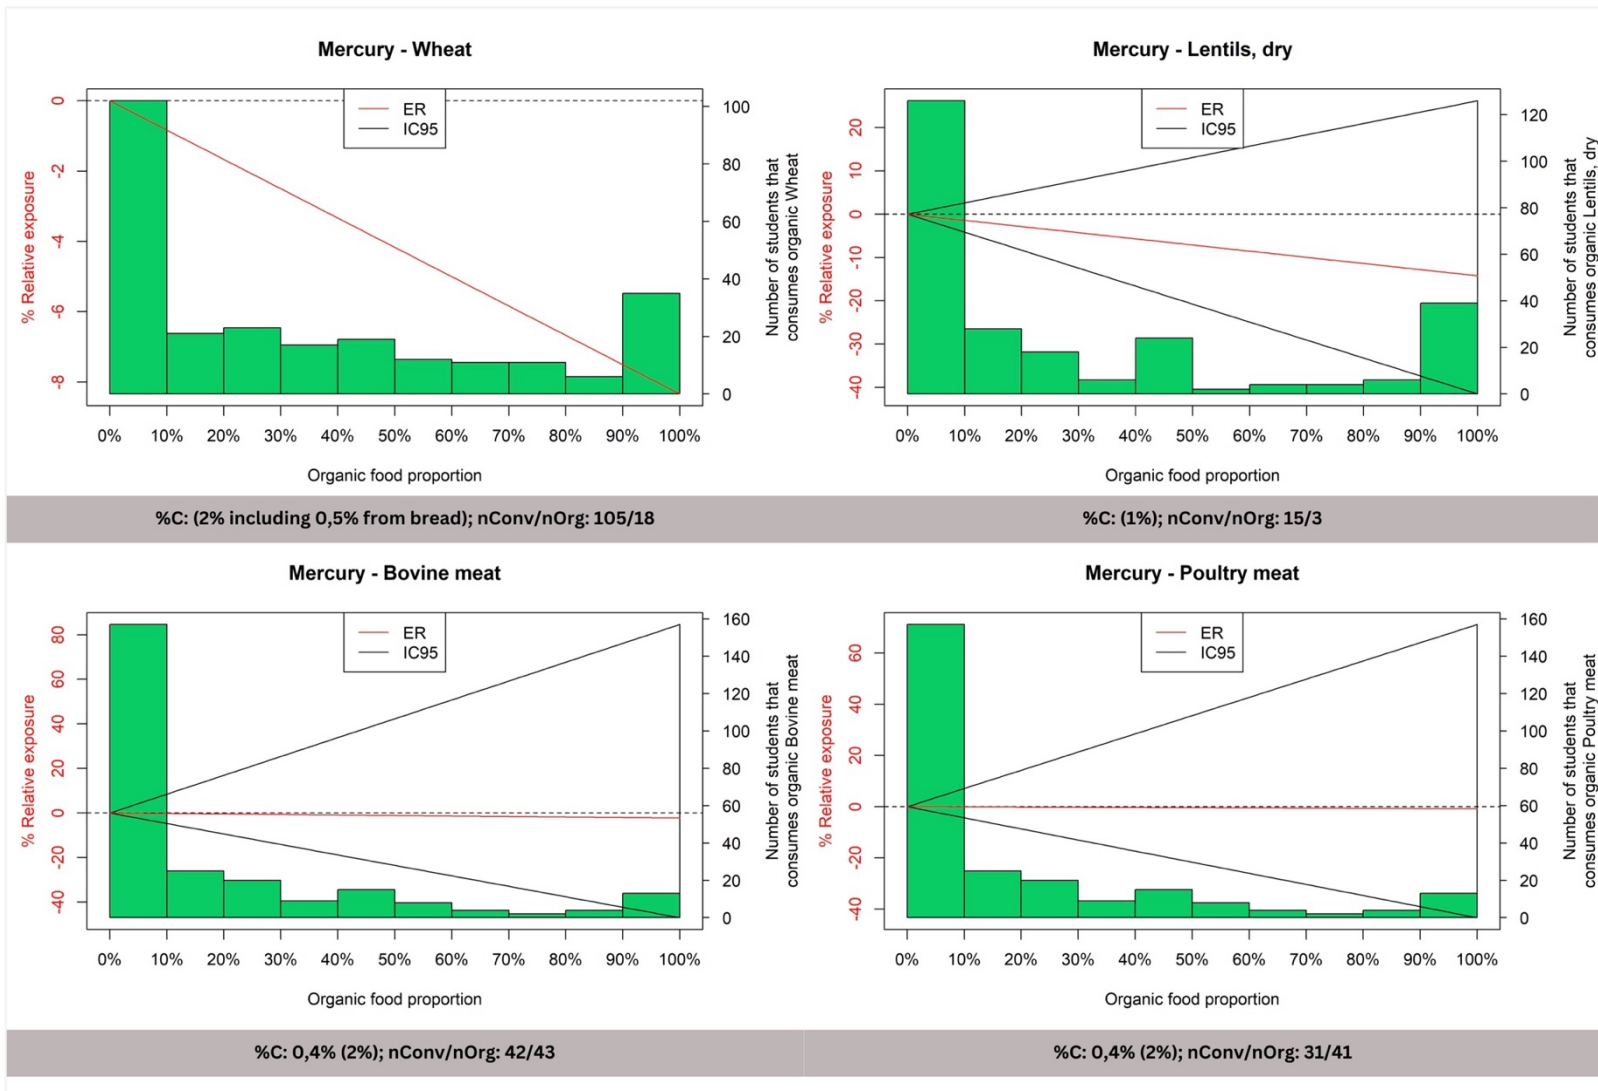 Mercury - Wheat
ER
IC95
% Relative exposure
0
-2
-4
-6
-8
100
80
60
40
20
0
Number of students that
consumes organic Wheat
0% 10% 20% 30% 40% 50% 60% 70% 80% 90% 100%
Organic food proportion
%C: (2% including 0,5% from bread); nConv/nOrg: 105/18
Mercury - Lentils, dry
ER
IC95
% Relative exposure
20
10
0
-10
-20
-30
-40
120
100
80
60
40
20
0
Number of students that
consumes organic Lentils, dry
0% 10% 20% 30% 40% 50% 60% 70% 80% 90% 100%
Organic food proportion
%C: (1%); nConv/nOrg: 15/3
Mercury - Bovine meat
ER
IC95
% Relative exposure
80
60
40
20
0
-20
-40
160
140
120
100
80
60
40
20
0
Number of students that
consumes organic Bovine meat
0% 10% 20% 30% 40% 50% 60% 70% 80% 90% 100%
Organic food proportion
%C: 0,4% (2%); nConv/nOrg: 42/43
Mercury - Poultry meat
ER
IC95
% Relative exposure
60
40
20
0
-20
-40
160
140
120
100
80
60
40
20
0
Number of students that
consumes organic Poultry meat
0% 10% 20% 30% 40% 50% 60% 70% 80% 90% 100%
Organic food proportion
%C: 0,4% (2%); nConv/nOrg: 31/41